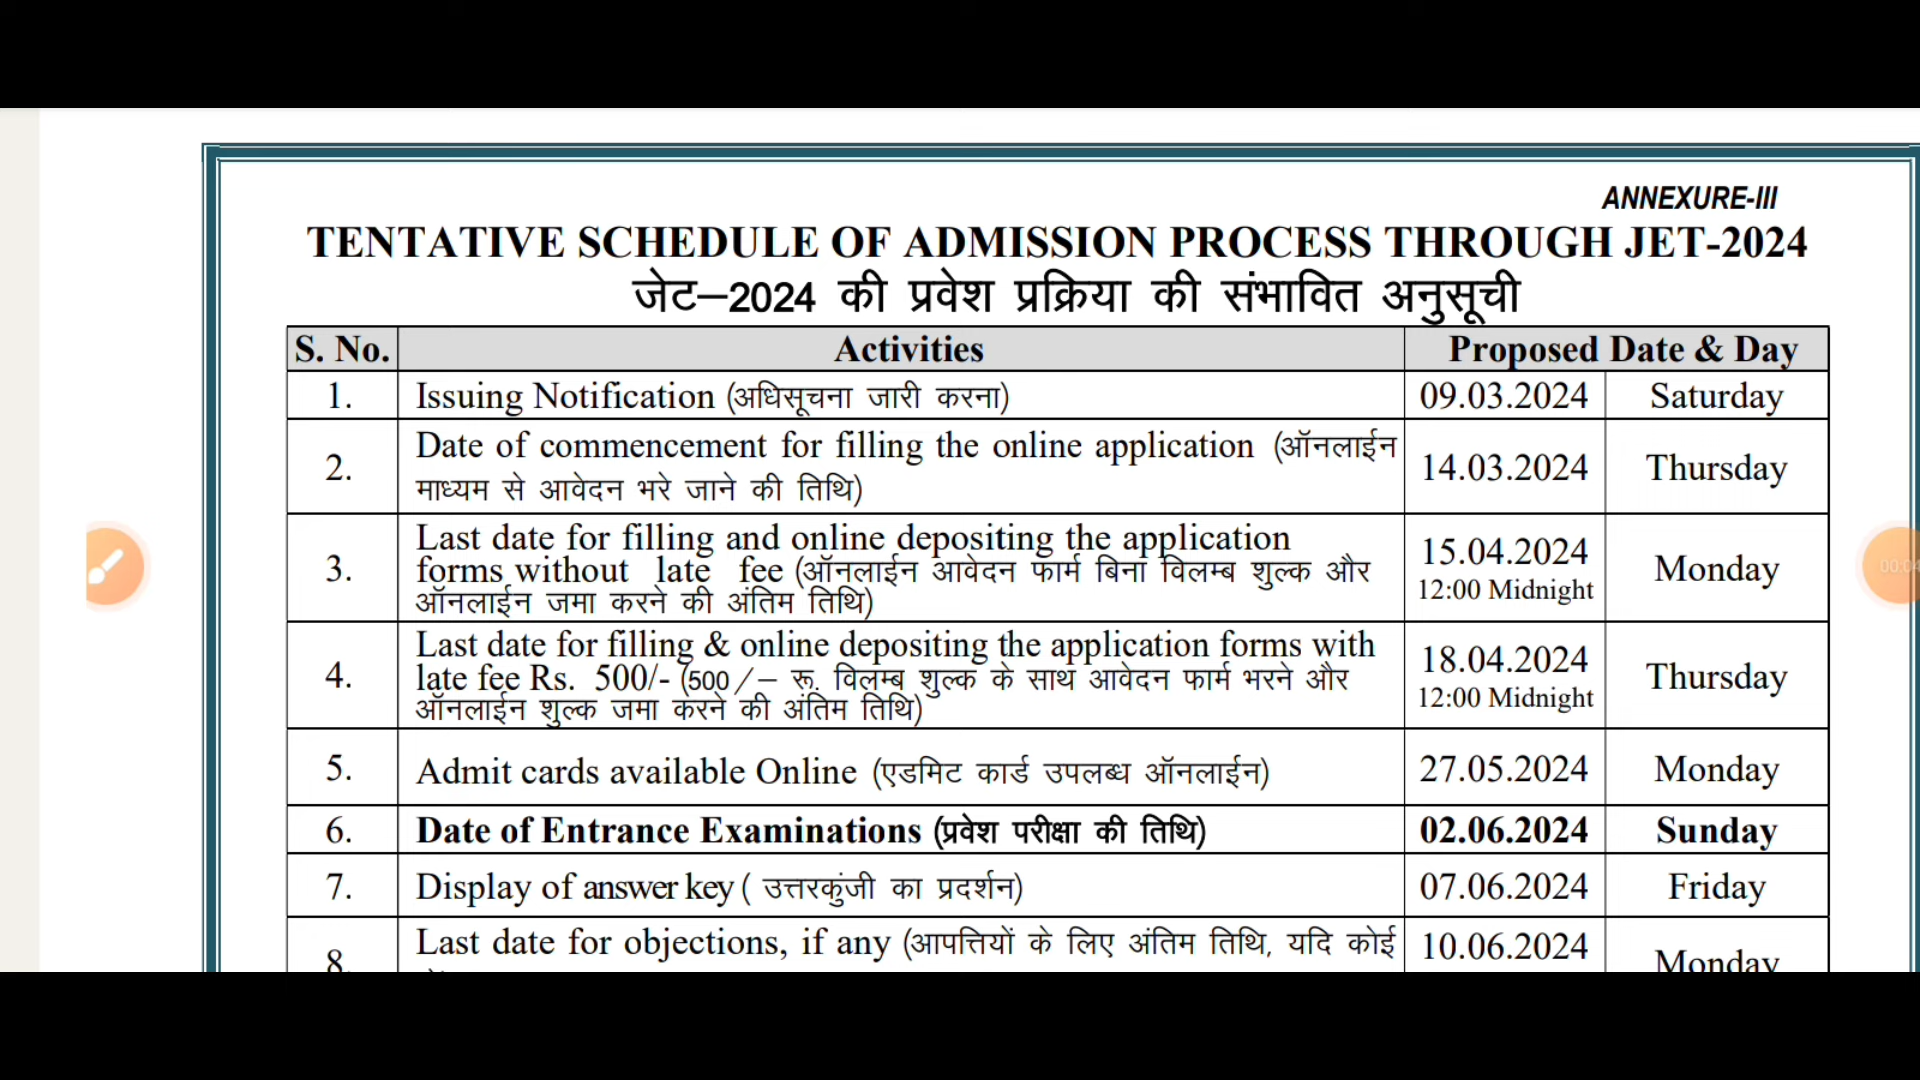 ANNEXURE-III
TENTATIVE SCHEDULE OF ADMISSION PROCESS THROUGH JET-2024
जेट–2024 की प्रवेश प्रक्रिया की संभावित अनुसूची
S. No. Activities Proposed Date & Day
1. Issuing Notification (अधिसूचना जारी करना) 09.03.2024 Saturday
2. Date of commencement for filling the online application (ऑनलाईन
माध्यम से आवेदन भरे जाने की तिथि) 14.03.2024 Thursday
3. Last date for filling and online depositing the application
forms without late fee (ऑनलाईन आवेदन फार्म बिना विलम्ब शुल्क और
ऑनलाईन जमा करने की अंतिम तिथि) 15.04.2024
12:00 Midnight Monday
4. Last date for filling & online depositing the application forms with
late fee Rs. 500/- (500/– रू. विलम्ब शुल्क के साथ आवेदन फार्म भरने और
ऑनलाईन शुल्क जमा करने की अंतिम तिथि) 18.04.2024
12:00 Midnight Thursday
5. Admit cards available Online (एडमिट कार्ड उपलब्ध ऑनलाईन) 27.05.2024 Monday
6. Date of Entrance Examinations (प्रवेश परीक्षा की तिथि) 02.06.2024 Sunday
7. Display of answer key ( उत्तरकुंजी का प्रदर्शन) 07.06.2024 Friday
8. Last date for objections, if any (आपत्तियों के लिए अंतिम तिथि, यदि कोई 10.06.2024 Monday